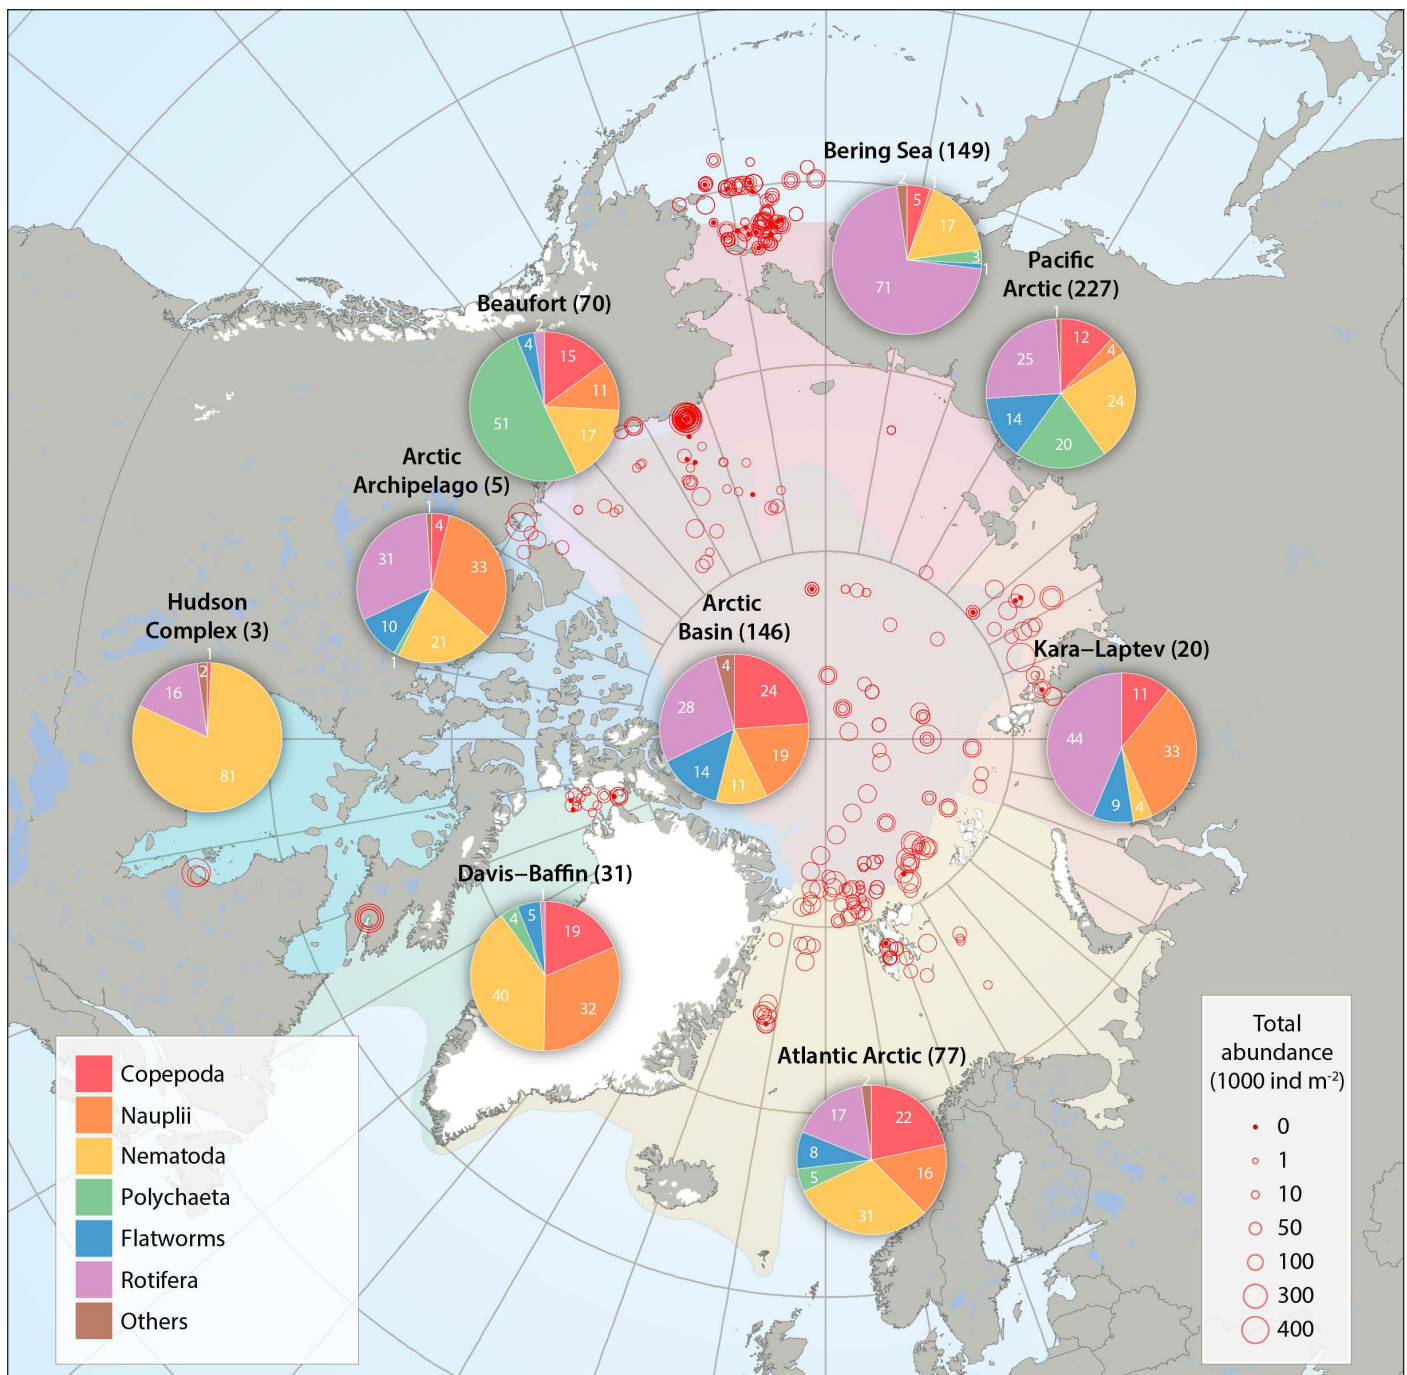 Bering Sea (149)
2
5
1
17
3
1
71
Pacific
Arctic (227)
1
12
4
24
20
14
25
Beaufort (70)
2
15
11
17
51
4
Arctic
Archipelago (5)
1
4
33
21
1
10
31
Hudson
Complex (3)
1
2
16
81
Arctic
Basin (146)
4
24
19
11
14
28
Kara–Laptev (20)
11
33
4
9
44
Davis–Baffin (31)
1
19
32
40
4
5
Atlantic Arctic (77)
2
22
16
31
5
8
17
Copepoda
Nauplii
Nematoda
Polychaeta
Flatworms
Rotifera
Others
Total
abundance
(1000 ind m-2)
0
1
10
50
100
300
400